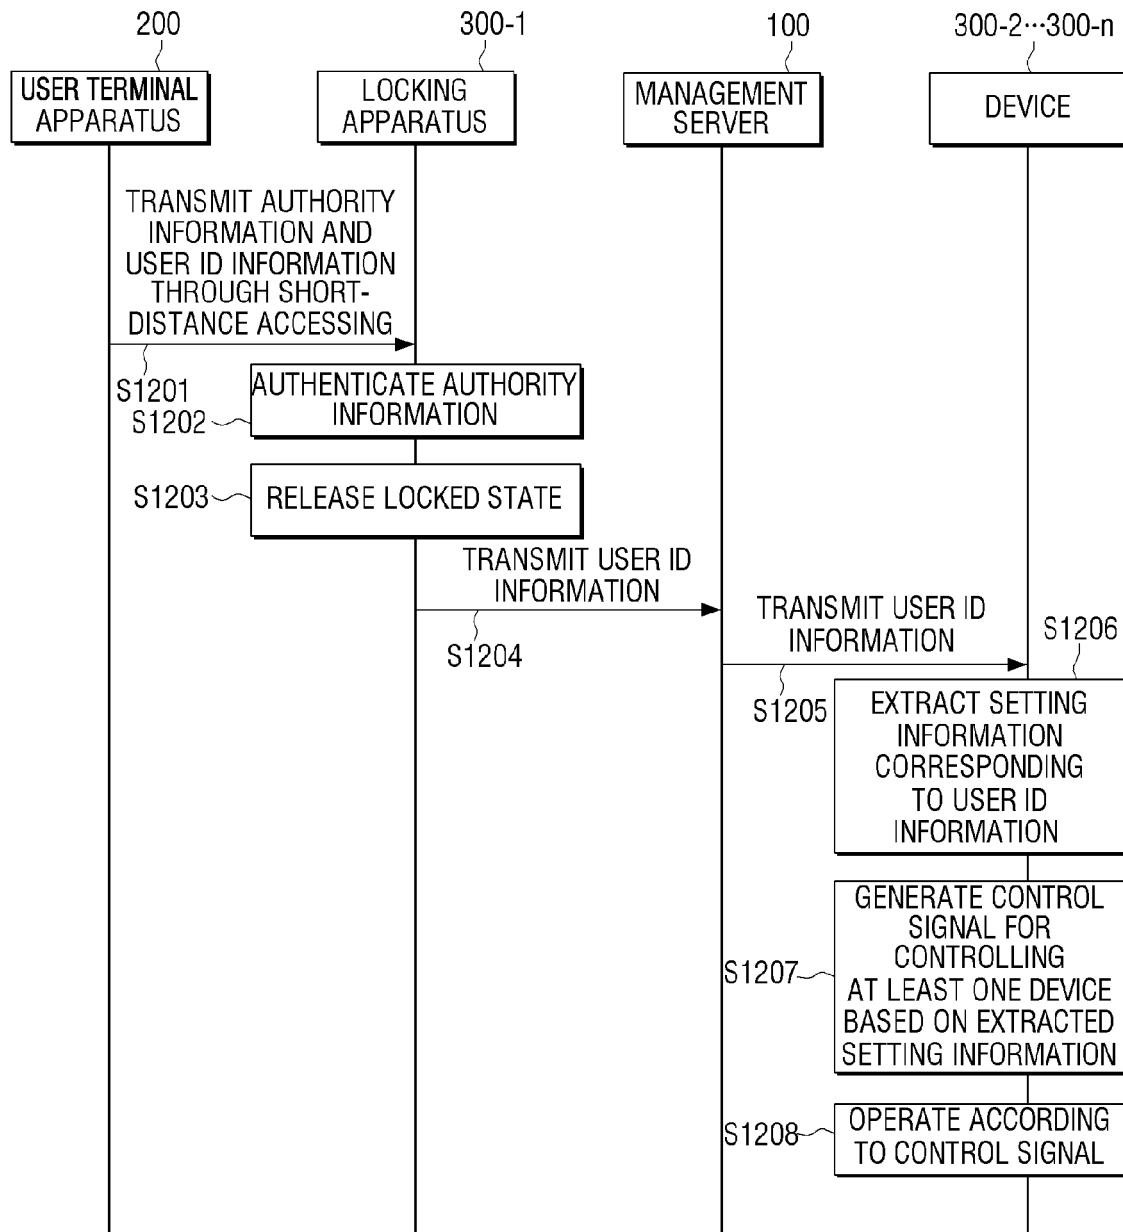 200
300-1
100
300-2···300-n
USER TERMINAL
APPARATUS
LOCKING
APPARATUS
MANAGEMENT
SERVER
DEVICE
TRANSMIT AUTHORITY
INFORMATION AND
USER ID INFORMATION
THROUGH SHORT-
DISTANCE ACCESSING
S1201
AUTHENTICATE AUTHORITY
INFORMATION
S1202
S1203
RELEASE LOCKED STATE
TRANSMIT USER ID
INFORMATION
S1204
TRANSMIT USER ID
INFORMATION
S1205
S1206
EXTRACT SETTING
INFORMATION
CORRESPONDING
TO USER ID
INFORMATION
S1207
GENERATE CONTROL
SIGNAL FOR
CONTROLLING
AT LEAST ONE DEVICE
BASED ON EXTRACTED
SETTING INFORMATION
S1208
OPERATE ACCORDING
TO CONTROL SIGNAL